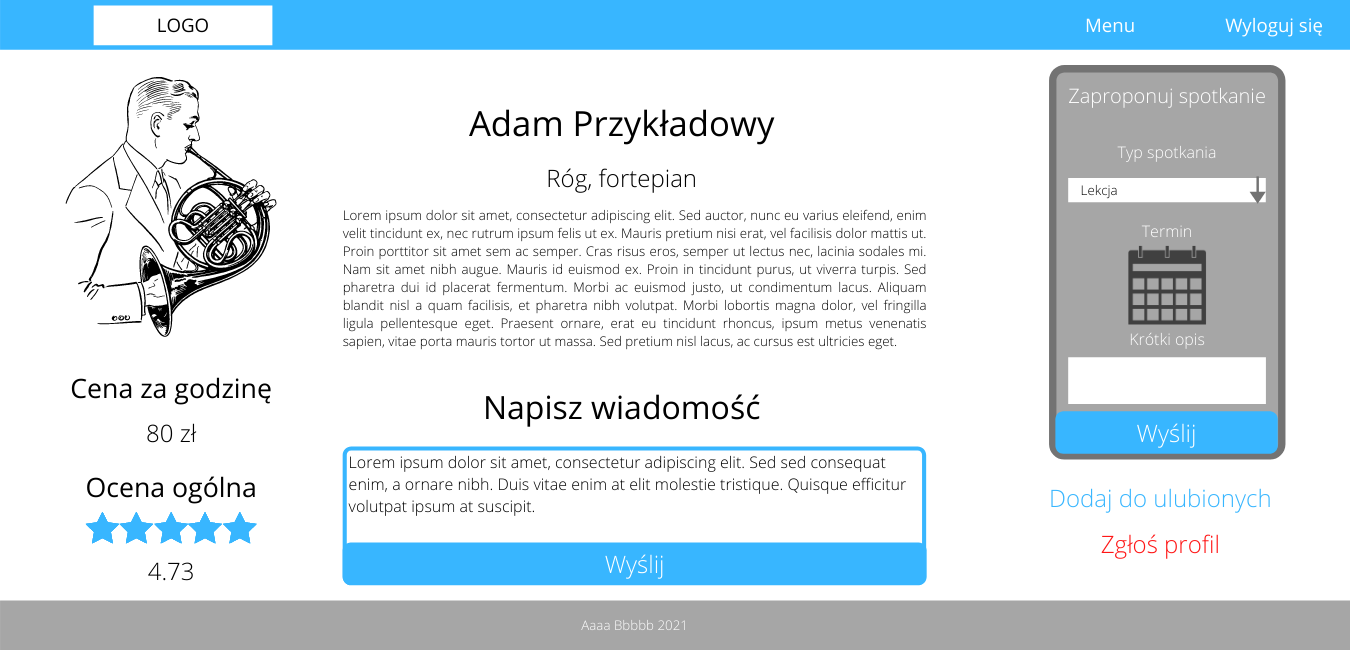 LOGO
Menu
Wyloguj się
Adam Przykładowy
Róg, fortepian
Lorem ipsum dolor sit amet, consectetur adipiscing elit. Sed auctor, nunc eu varius eleifend, enim
velit tincidunt ex, nec rutrum ipsum felis ut ex. Mauris pretium nisi erat, vel facilisis dolor mattis ut.
Proin porttitor sit amet sem ac semper. Cras risus eros, semper ut lectus nec, lacinia sodales mi.
Nam sit amet nibh augue. Mauris id euismod ex. Proin in tincidunt purus, ut viverra turpis. Sed
pharetra dui id placerat fermentum. Morbi ac euismod justo, ut condimentum lacus. Aliquam
blandit nisl a quam facilisis, et pharetra nibh volutpat. Morbi lobortis magna dolor, vel fringilla
ligula pellentesque eget. Praesent ornare, erat eu tincidunt rhoncus, ipsum metus venenatis
sapien, vitae porta mauris tortor ut massa. Sed pretium nisl lacus, ac cursus est ultricies eget.
Cena za godzinę
80 zł
Ocena ogólna
4.73
Napisz wiadomość
Lorem ipsum dolor sit amet, consectetur adipiscing elit. Sed sed consequat
enim, a ornare nibh. Duis vitae enim at elit molestie tristique. Quisque efficitur
volutpat ipsum at suscipit.
Wyślij
Zaproponuj spotkanie
Typ spotkania
Lekcja
Termin
Krótki opis
Wyślij
Dodaj do ulubionych
Zgłoś profil
Aaaa Bbbbb 2021